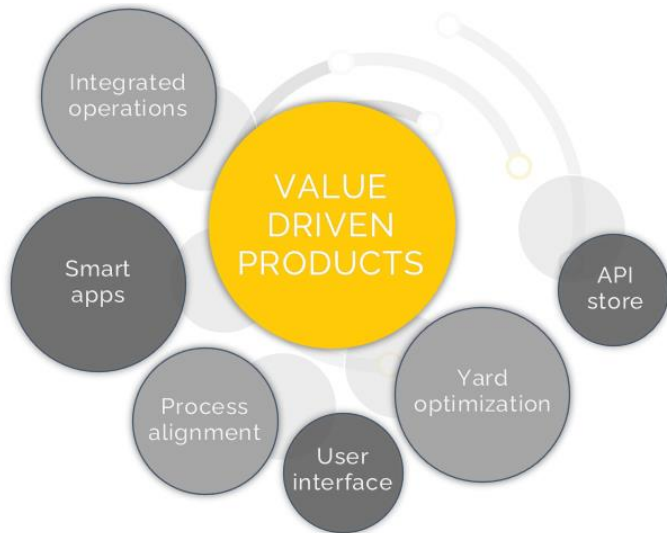 Integrated
operations
VALUE
DRIVEN
PRODUCTS
Smart
apps
API
store
Process
alignment
Yard
optimization
User
interface